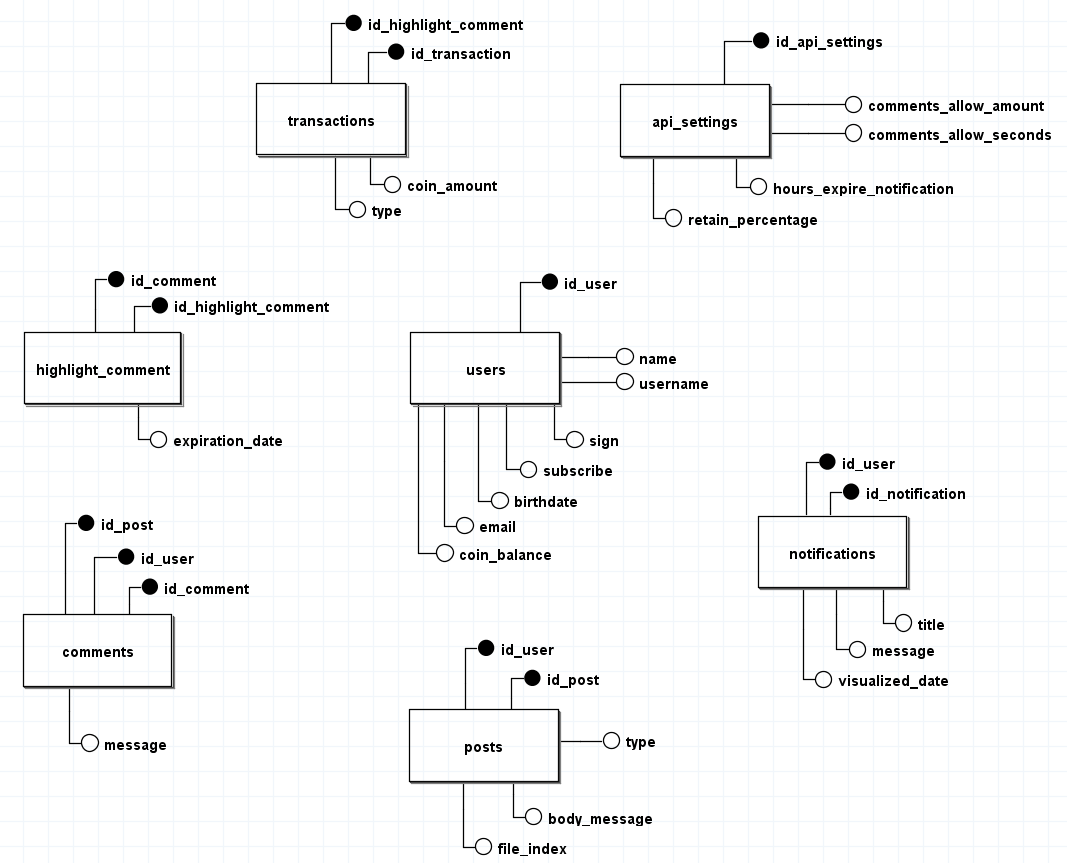 id_highlight_comment
id_transaction
transactions
coin_amount
type
id_api_settings
api_settings
comments_allow_amount
comments_allow_seconds
hours_expire_notification
retain_percentage
id_comment
id_highlight_comment
highlight_comment
expiration_date
id_user
users
name
username
sign
subscribe
birthdate
email
coin_balance
id_user
id_notification
notifications
title
message
visualized_date
id_post
id_user
id_comment
comments
message
id_user
id_post
posts
type
body_message
file_index